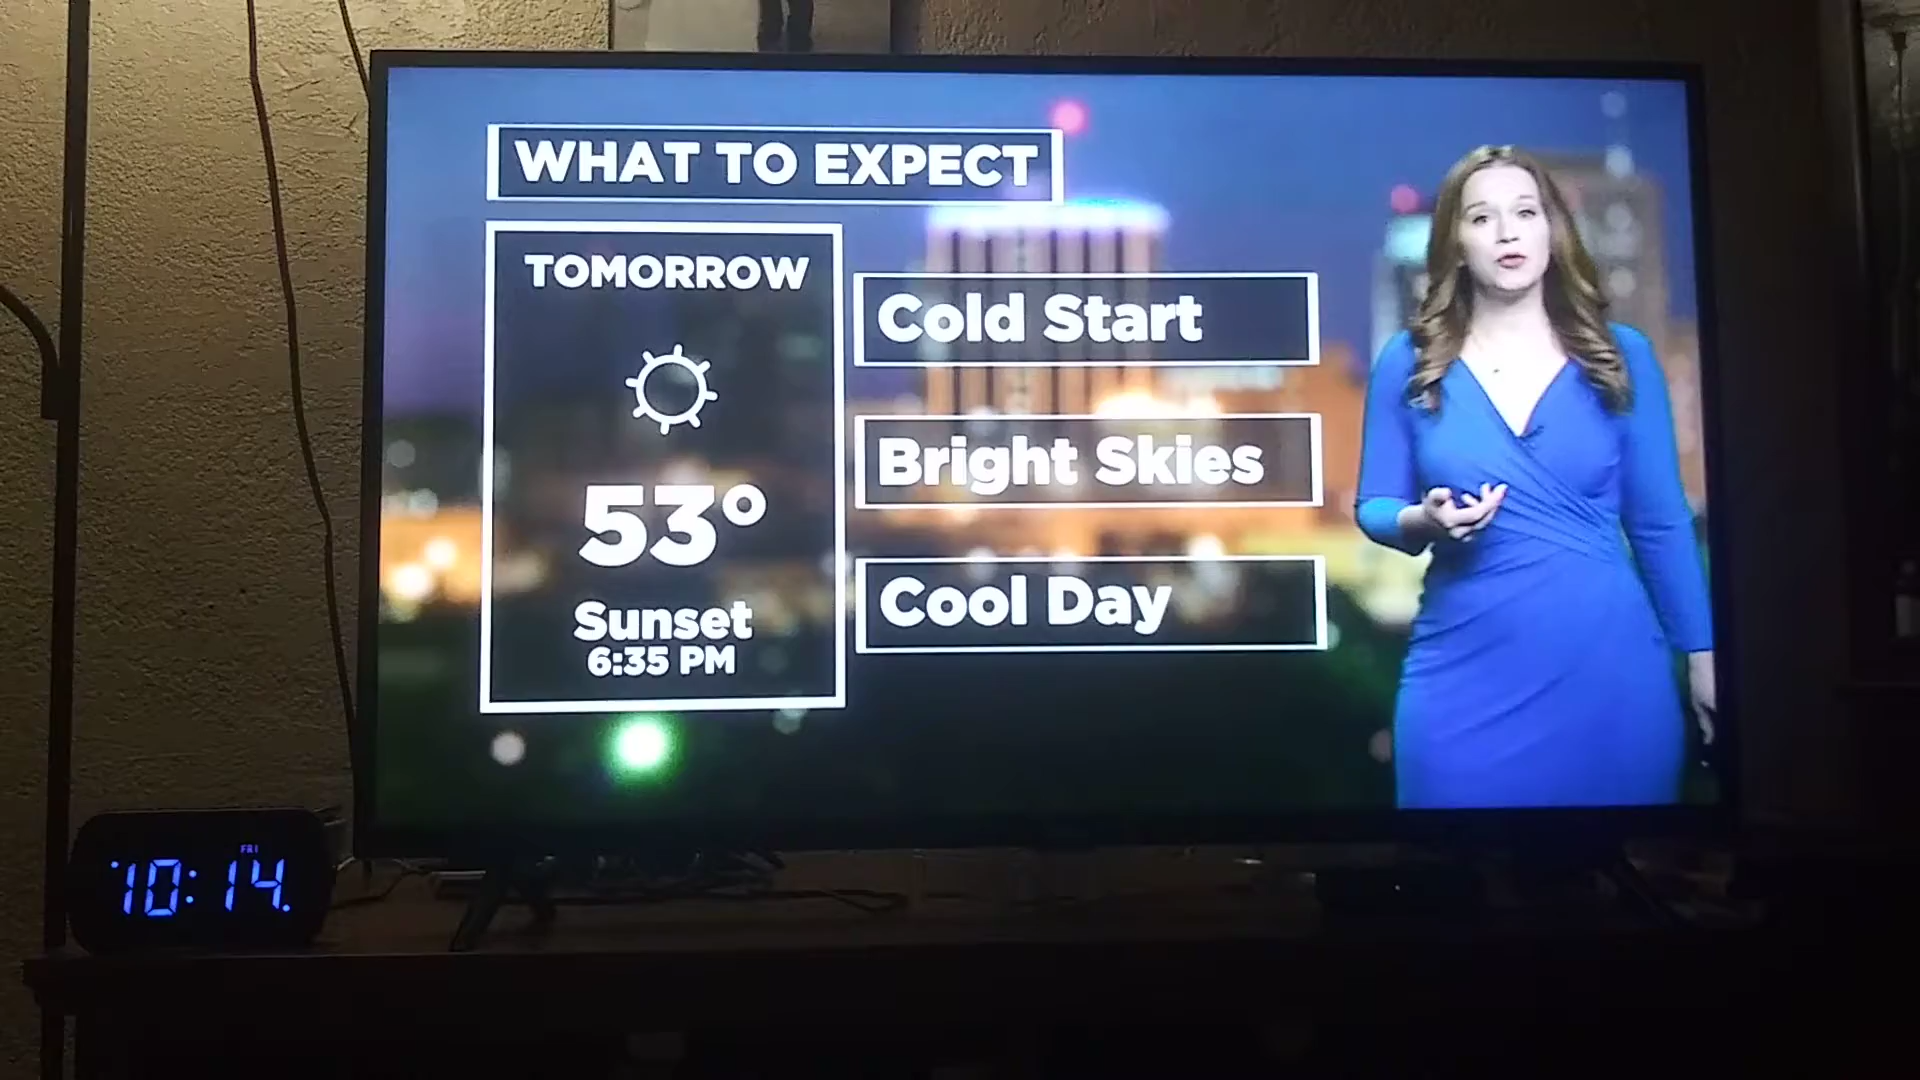 WHAT TO EXPECT
TOMORROW
53°
Sunset
6:35 PM
Cold Start
Bright Skies
Cool Day
FRI
10:14